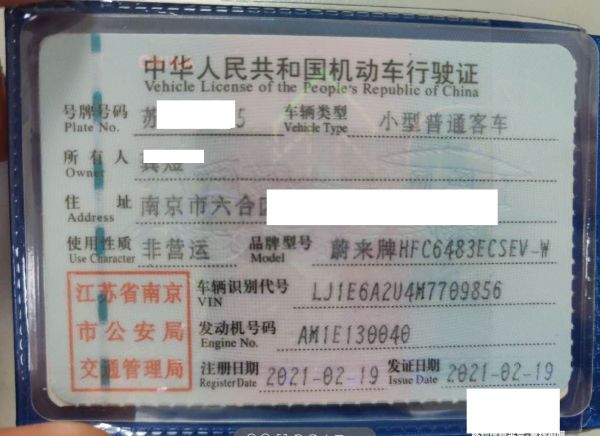 中华人民共和国机动车行驶证
Vehicle License of the People's Republic of China
号牌号码 苏 5 车辆类型 小型普通客车
Plate No. Vehicle Type
所有人
Owner
住址 南京市六合区
Address
使用性质 非营运 品牌型号 蔚来牌HFC6483ECSEV-W
Use Character Model
江苏省南京
市公安局
交通管理局
车辆识别代号 LJ1E6A2U4M7709856
VIN
发动机号码 AM1E130040
Engine No.
注册日期 2021-02-19 发证日期 2021-02-19
Register Date Issue Date